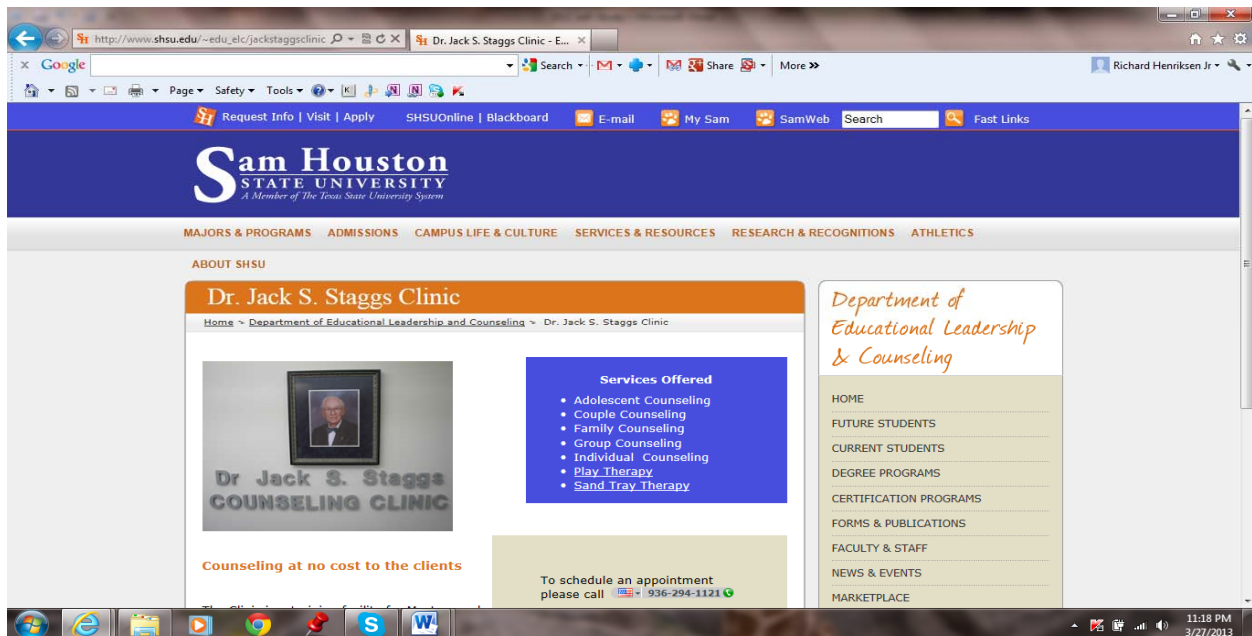 http://www.shsu.edu/~edu_elc/jackstaggsclinic
Dr. Jack S. Staggs Clinic - E...
x Google
Search
Share
More >>
Richard Henriksen Jr
Page
Safety
Tools
Request Info | Visit | Apply
SHSUOnline | Blackboard
E-mail
My Sam
SamWeb
Search
Fast Links
Sam Houston
STATE UNIVERSITY
A Member of The Texas State University System
MAJORS & PROGRAMS
ADMISSIONS
CAMPUS LIFE & CULTURE
SERVICES & RESOURCES
RESEARCH & RECOGNITIONS
ATHLETICS
ABOUT SHSU
Dr. Jack S. Staggs Clinic
Home ~ Department of Educational Leadership and Counseling ~ Dr. Jack S. Staggs Clinic
Dr Jack S. Staggs
COUNSELING CLINIC
Counseling at no cost to the clients
Services Offered
• Adolescent Counseling
• Couple Counseling
• Family Counseling
• Group Counseling
• Individual Counseling
• Play Therapy
• Sand Tray Therapy
To schedule an appointment
please call 936-294-1121
Department of
Educational Leadership
& Counseling
HOME
FUTURE STUDENTS
CURRENT STUDENTS
DEGREE PROGRAMS
CERTIFICATION PROGRAMS
FORMS & PUBLICATIONS
FACULTY & STAFF
NEWS & EVENTS
MARKETPLACE
11:18 PM
3/27/2013